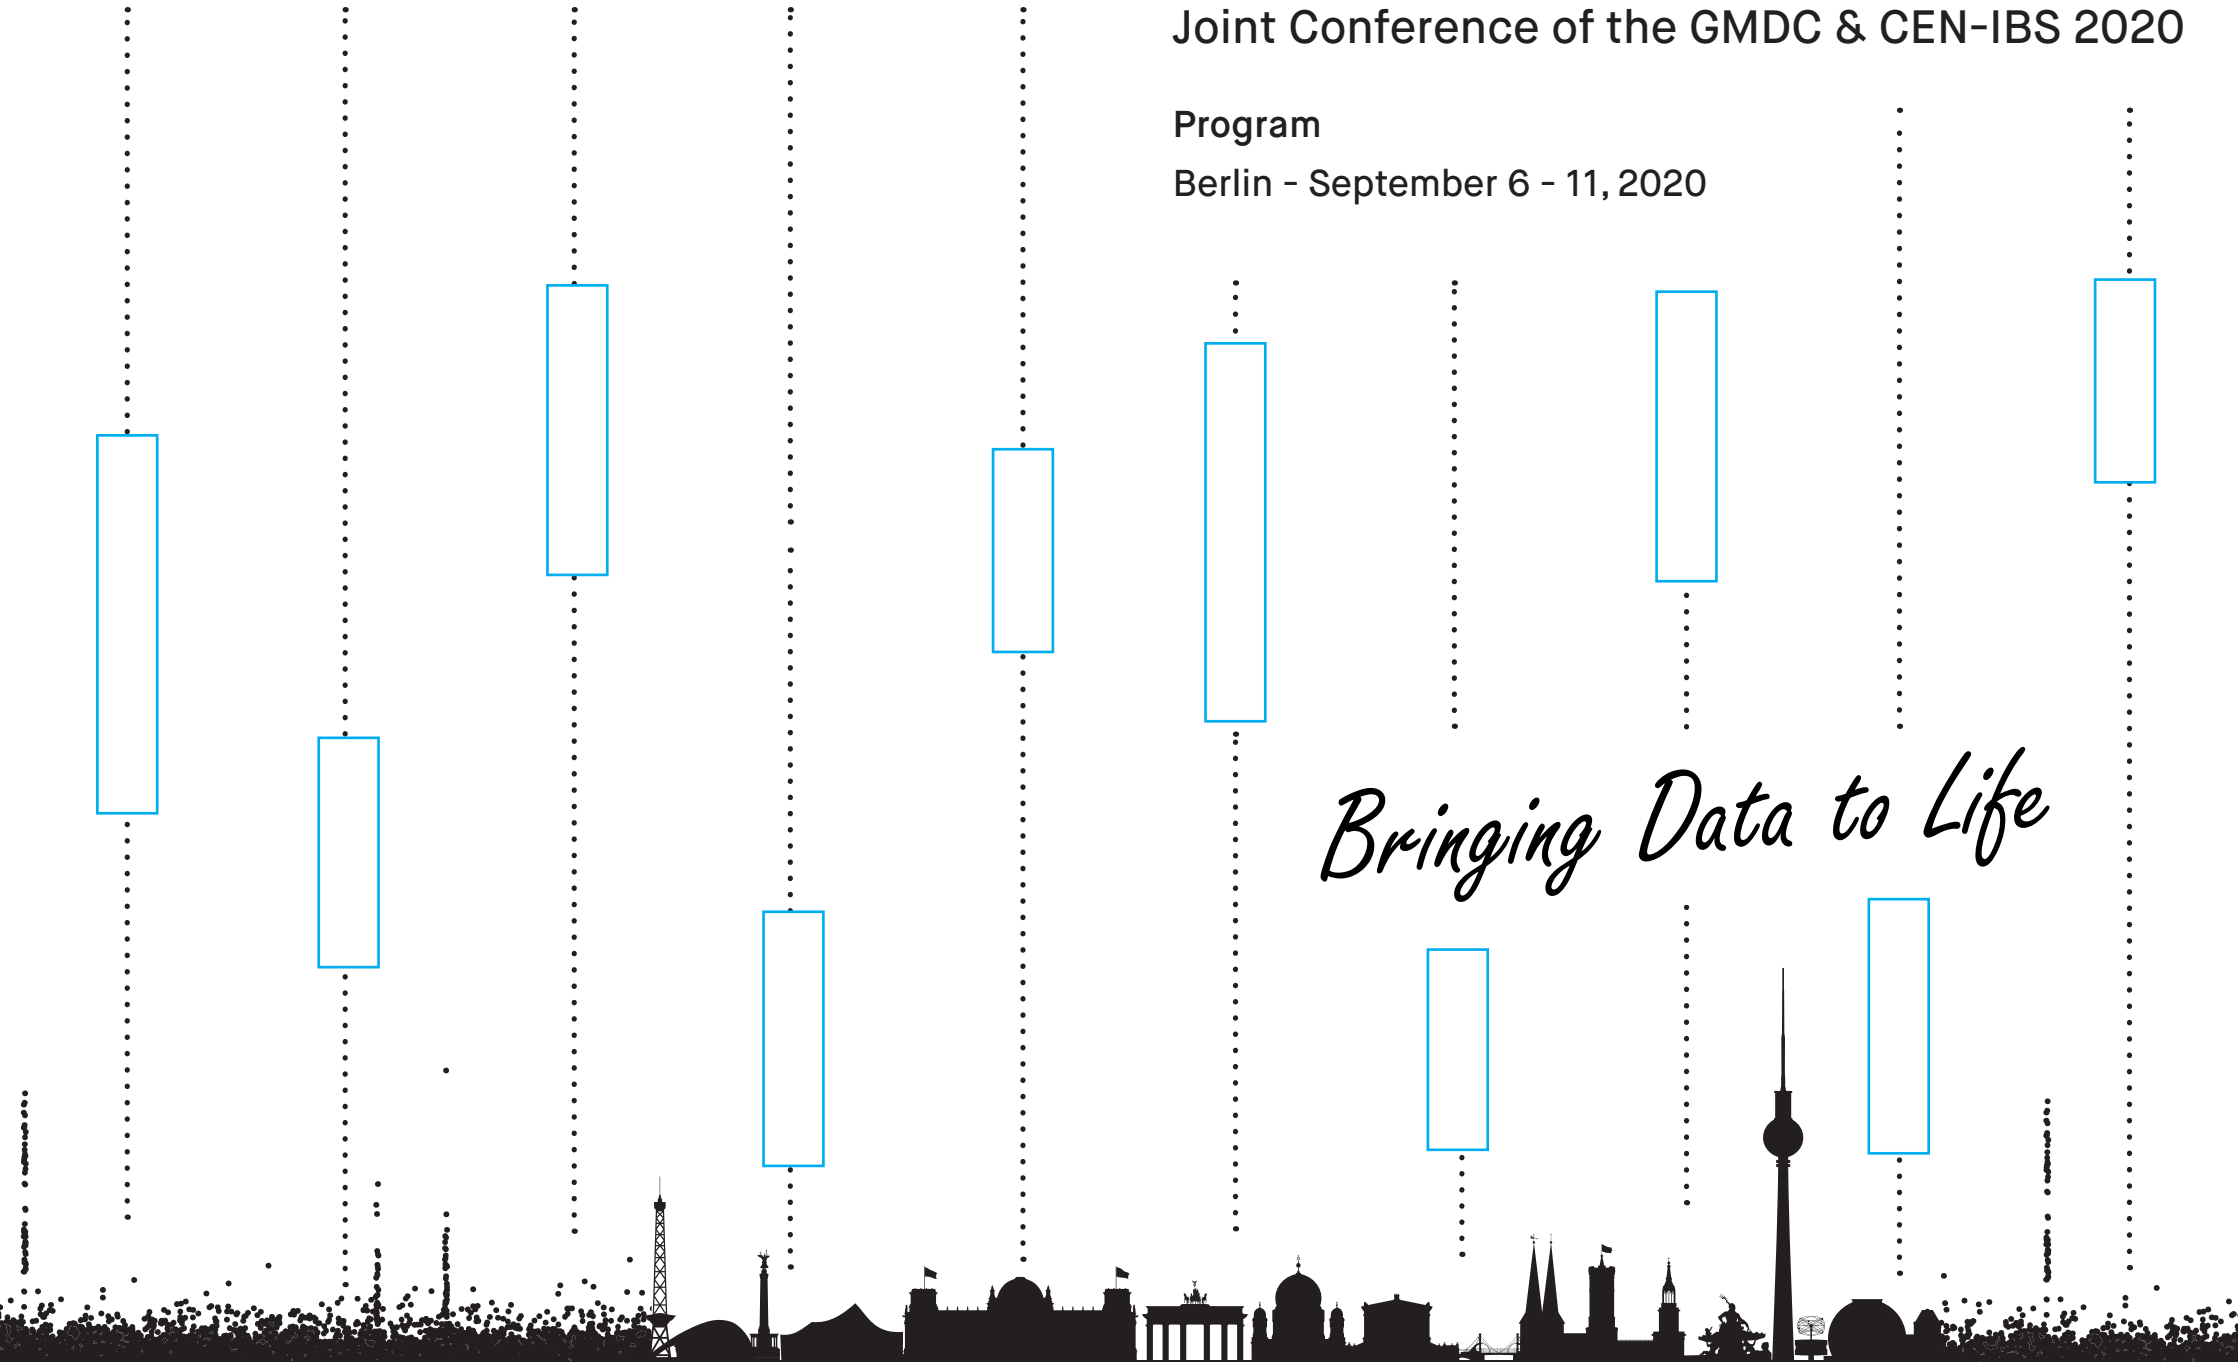 Joint Conference of the GMDC & CEN-IBS 2020
Program
Berlin - September 6 - 11, 2020
Bringing Data to Life